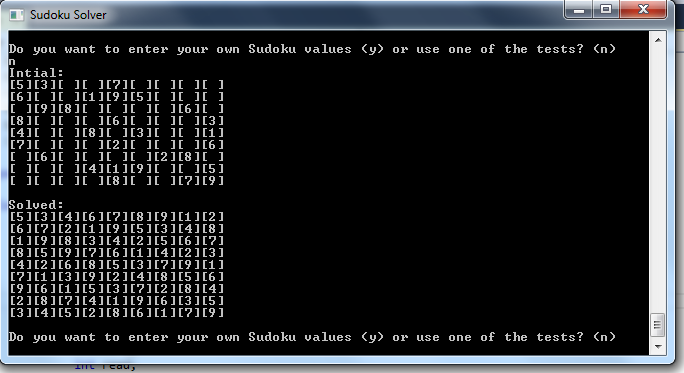 Sudoku Solver
Do you want to enter your own Sudoku values (y) or use one of the tests? (n)
n
Intial:
[5][3][ ][ ][7][ ][ ][ ][ ]
[6][ ][ ][1][9][5][ ][ ][ ]
[ ][9][8][ ][ ][ ][ ][6][ ]
[8][ ][ ][ ][6][ ][ ][ ][3]
[4][ ][ ][8][ ][3][ ][ ][1]
[7][ ][ ][ ][2][ ][ ][ ][6]
[ ][6][ ][ ][ ][ ][2][8][ ]
[ ][ ][ ][4][1][9][ ][ ][5]
[ ][ ][ ][ ][8][ ][ ][7][9]
Solved:
[5][3][4][6][7][8][9][1][2]
[6][7][2][1][9][5][3][4][8]
[1][9][8][3][4][2][5][6][7]
[8][5][9][7][6][1][4][2][3]
[4][2][6][8][5][3][7][9][1]
[7][1][3][9][2][4][8][5][6]
[9][6][1][5][3][7][2][8][4]
[2][8][7][4][1][9][6][3][5]
[3][4][5][2][8][6][1][7][9]
Do you want to enter your own Sudoku values (y) or use one of the tests? (n)
int read;